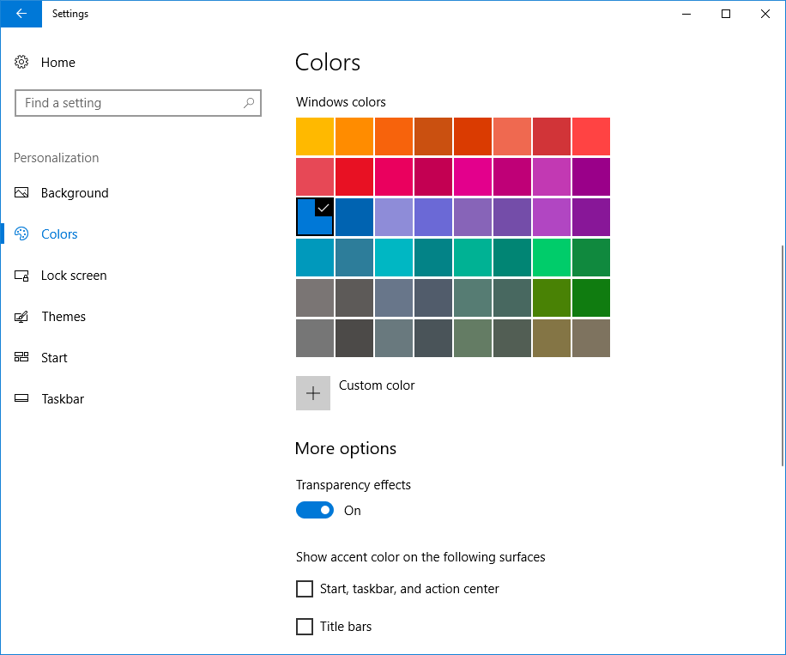 Settings
Home
Find a setting
Personalization
Background
Colors
Lock screen
Themes
Start
Taskbar
Colors
Windows colors
Custom color
More options
Transparency effects
On
Show accent color on the following surfaces
Start, taskbar, and action center
Title bars